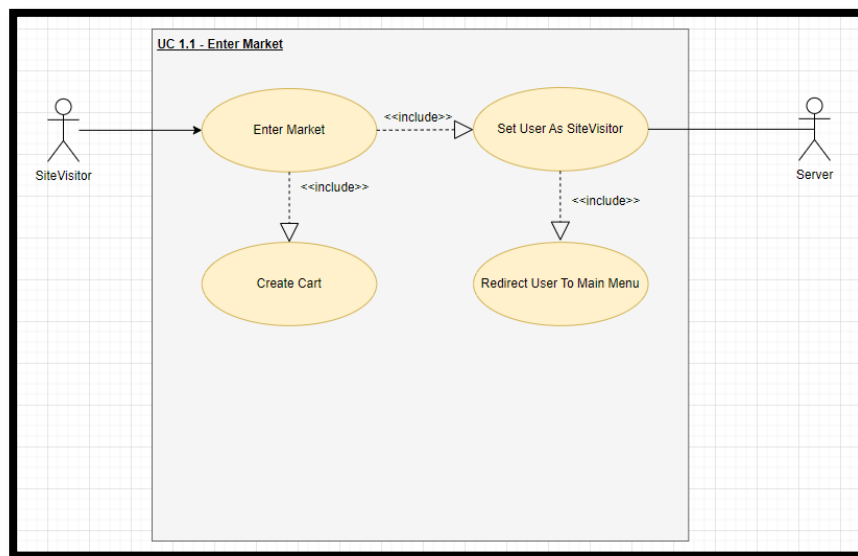 UC 1.1 - Enter Market
<<include>>
Enter Market
Set User As SiteVisitor
SiteVisitor
Server
<<include>>
<<include>>
Create Cart
Redirect User To Main Menu